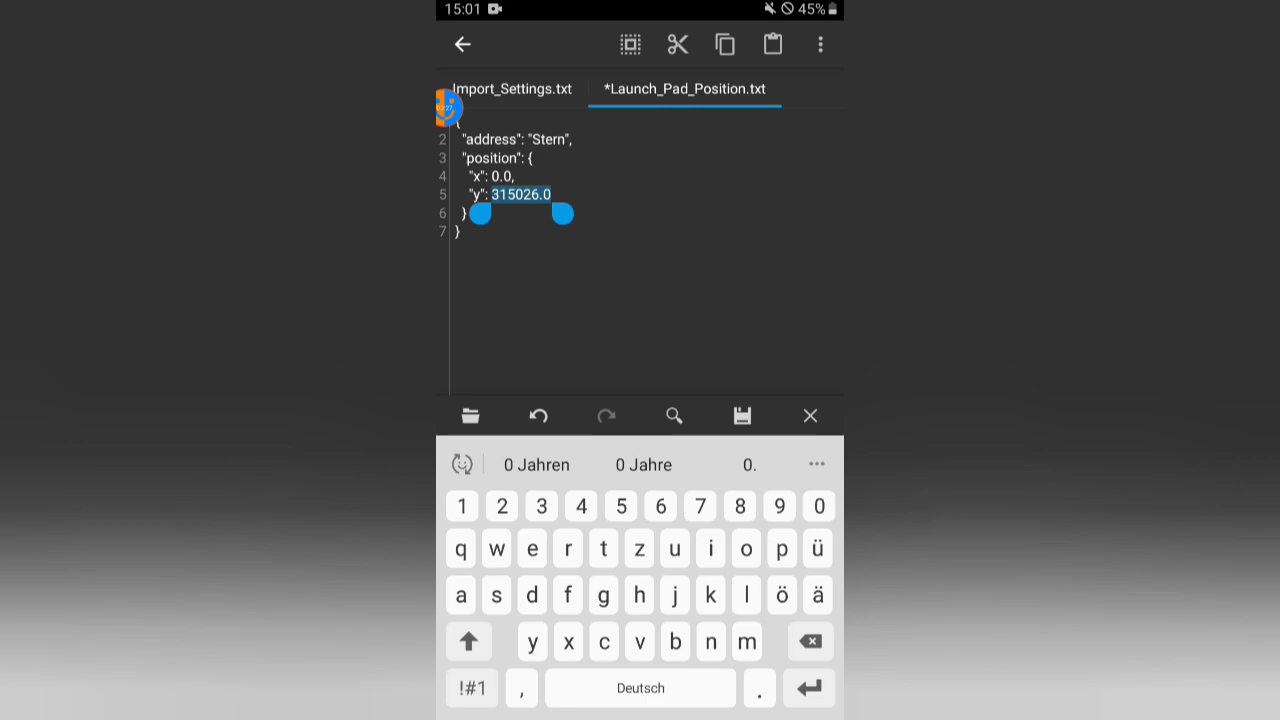 15:01
45%
Import_Settings.txt
*Launch_Pad_Position.txt
{
2 "address": "Stern",
3 "position": {
4 "x": 0.0,
5 "y": 315026.0
6 }
7 }
0 Jahren 0 Jahre 0. ...
1 2 3 4 5 6 7 8 9 0
q w e r t z u i o p ü
a s d f g h j k l ö ä
y x c v b n m
!#1 , Deutsch .